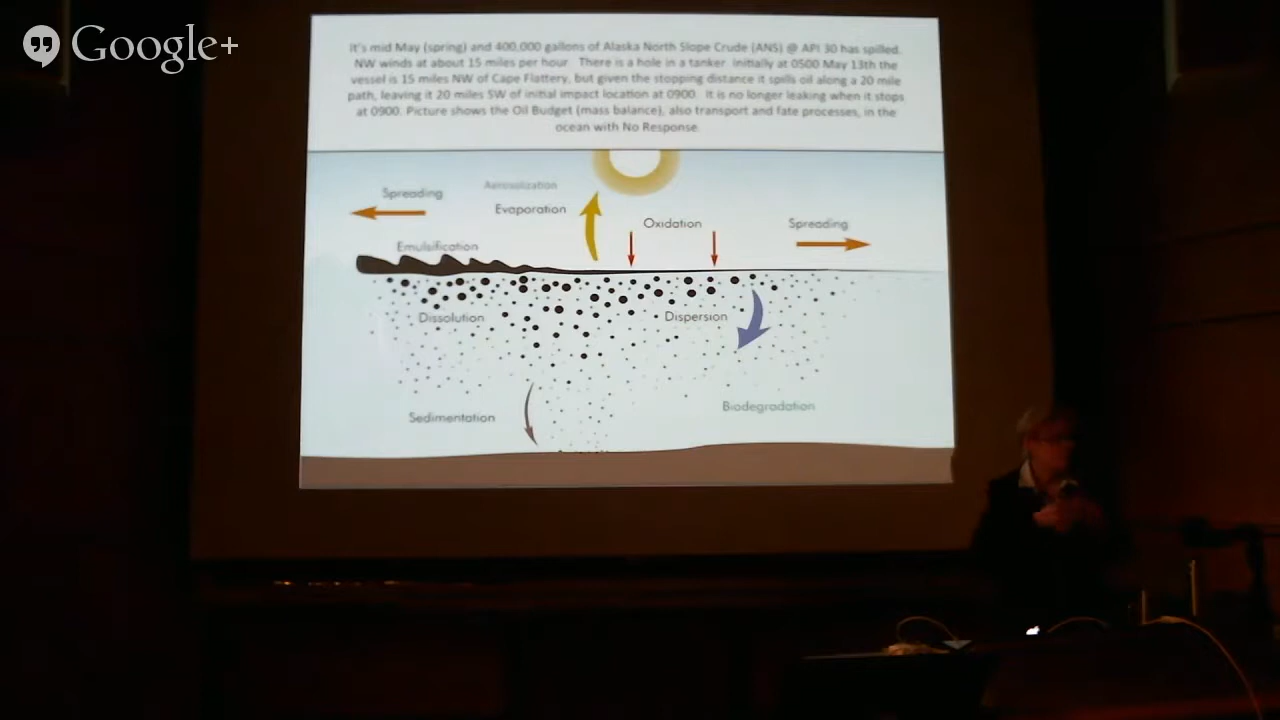 Google+
It's mid May (spring) and 400,000 gallons of Alaska North Slope Crude (ANS) @ API 30 has spilled.
NW winds at about 15 miles per hour. There is a hole in a tanker. Initially at 0500 May 13th the
vessel is 15 miles NW of Cape Flattery, but given the stopping distance it spills oil along a 20 mile
path, leaving it 20 miles SW of initial impact location at 0900. It is no longer leaking when it stops
at 0900. Picture shows the Oil Budget (mass balance), also transport and fate processes, in the
ocean with No Response
Aerosolization
Spreading
Evaporation
Oxidation
Spreading
Emulsification
Dissolution
Dispersion
Sedimentation
Biodegradation